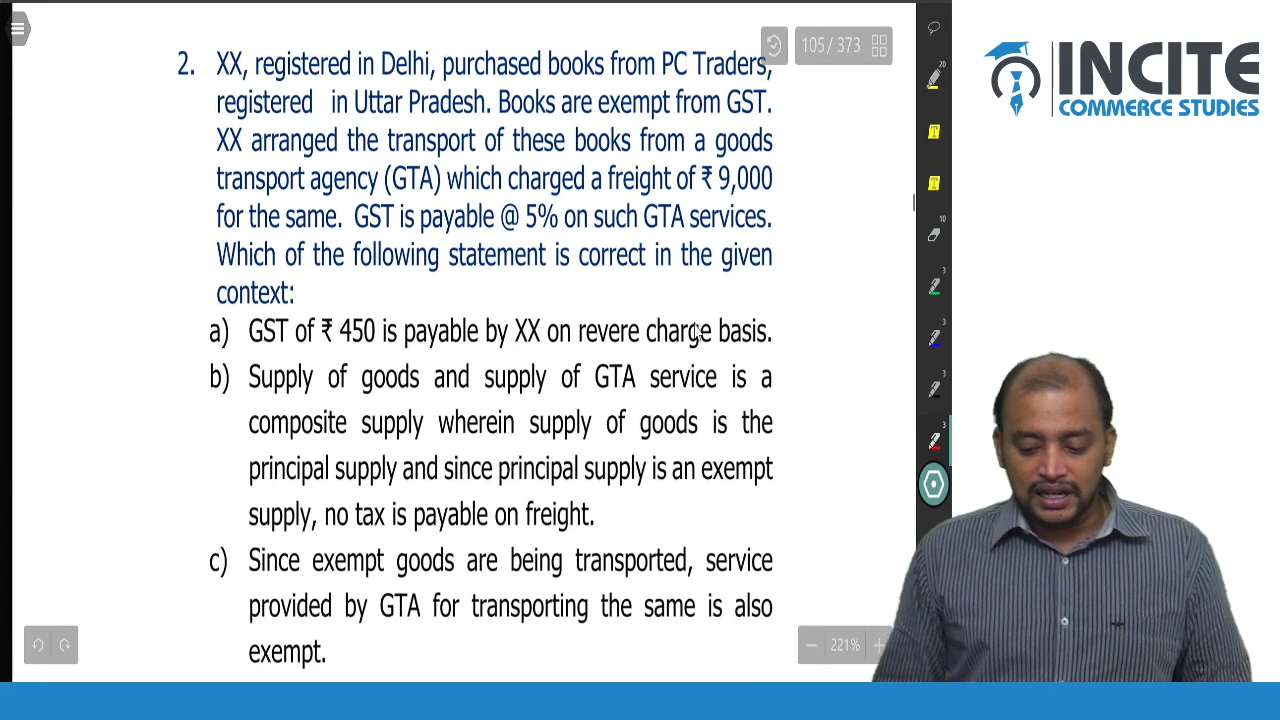 105 / 373
INCITE
COMMERCE STUDIES
2. XX, registered in Delhi, purchased books from PC Traders,
registered in Uttar Pradesh. Books are exempt from GST.
XX arranged the transport of these books from a goods
transport agency (GTA) which charged a freight of ₹ 9,000
for the same. GST is payable @ 5% on such GTA services.
Which of the following statement is correct in the given
context:
a) GST of ₹ 450 is payable by XX on revere charge basis.
b) Supply of goods and supply of GTA service is a
composite supply wherein supply of goods is the
principal supply and since principal supply is an exempt
supply, no tax is payable on freight.
c) Since exempt goods are being transported, service
provided by GTA for transporting the same is also
exempt.
20
T
T
10
3
3
3
3
221%